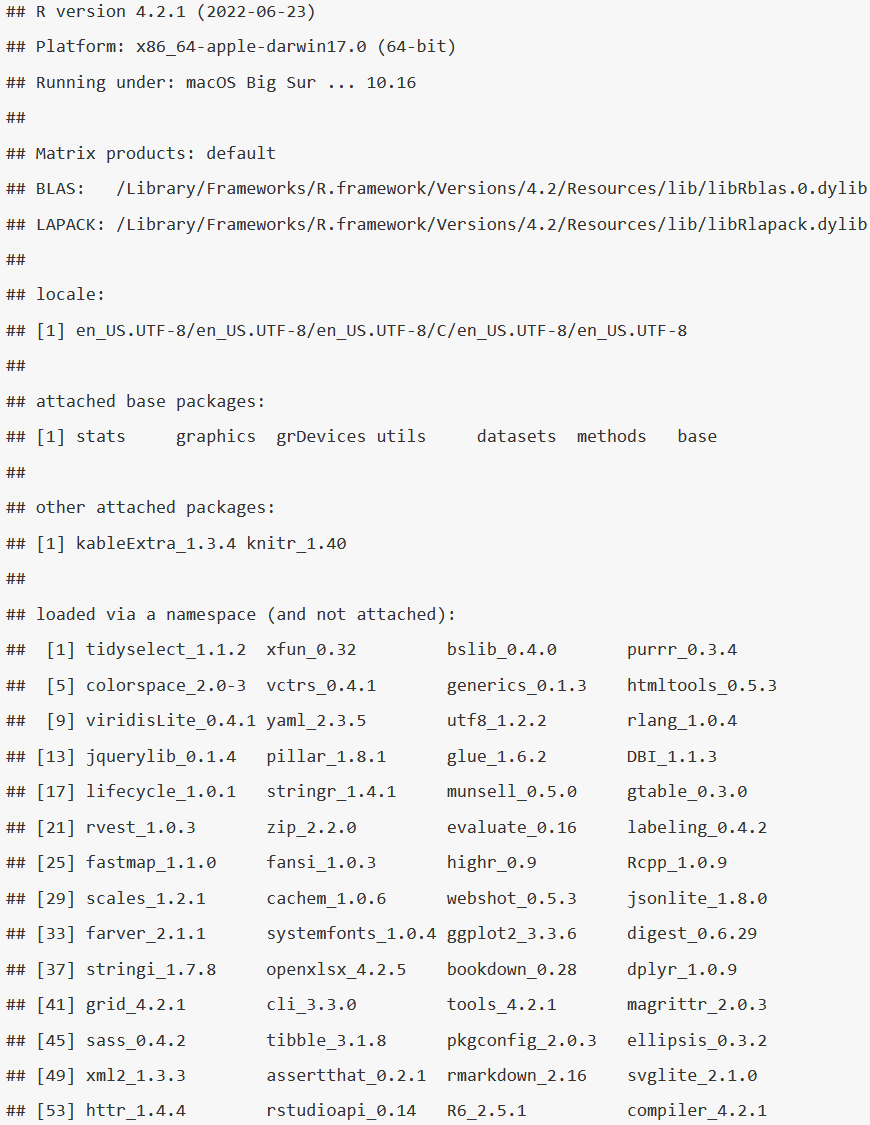 ## R version 4.2.1 (2022-06-23)
## Platform: x86_64-apple-darwin17.0 (64-bit)
## Running under: macOS Big Sur ... 10.16
##
## Matrix products: default
## BLAS:   /Library/Frameworks/R.framework/Versions/4.2/Resources/lib/libRblas.0.dylib
## LAPACK: /Library/Frameworks/R.framework/Versions/4.2/Resources/lib/libRlapack.dylib
##
## locale:
## [1] en_US.UTF-8/en_US.UTF-8/en_US.UTF-8/C/en_US.UTF-8/en_US.UTF-8
##
## attached base packages:
## [1] stats     graphics  grDevices utils     datasets  methods   base
##
## other attached packages:
## [1] kableExtra_1.3.4 knitr_1.40
##
## loaded via a namespace (and not attached):
##  [1] tidyselect_1.1.2  xfun_0.32         bslib_0.4.0       purrr_0.3.4
##  [5] colorspace_2.0-3  vctrs_0.4.1       generics_0.1.3    htmltools_0.5.3
##  [9] viridisLite_0.4.1 yaml_2.3.5        utf8_1.2.2        rlang_1.0.4
## [13] jquerylib_0.1.4   pillar_1.8.1      glue_1.6.2        DBI_1.1.3
## [17] lifecycle_1.0.1   stringr_1.4.1     munsell_0.5.0     gtable_0.3.0
## [21] rvest_1.0.3       zip_2.2.0         evaluate_0.16     labeling_0.4.2
## [25] fastmap_1.1.0     fansi_1.0.3       highr_0.9         Rcpp_1.0.9
## [29] scales_1.2.1      cachem_1.0.6      webshot_0.5.3     jsonlite_1.8.0
## [33] farver_2.1.1      systemfonts_1.0.4 ggplot2_3.3.6     digest_0.6.29
## [37] stringi_1.7.8     openxlsx_4.2.5    bookdown_0.28     dplyr_1.0.9
## [41] grid_4.2.1        cli_3.3.0         tools_4.2.1       magrittr_2.0.3
## [45] sass_0.4.2        tibble_3.1.8      pkgconfig_2.0.3   ellipsis_0.3.2
## [49] xml2_1.3.3        assertthat_0.2.1  rmarkdown_2.16    svglite_2.1.0
## [53] httr_1.4.4        rstudioapi_0.14   R6_2.5.1          compiler_4.2.1